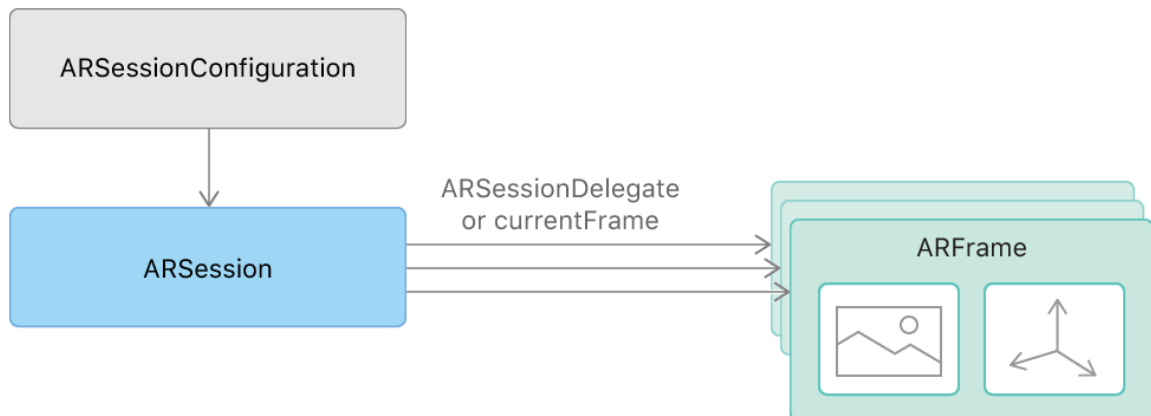 ARSessionConfiguration
ARSessionDelegate
or currentFrame
ARSession
ARFrame